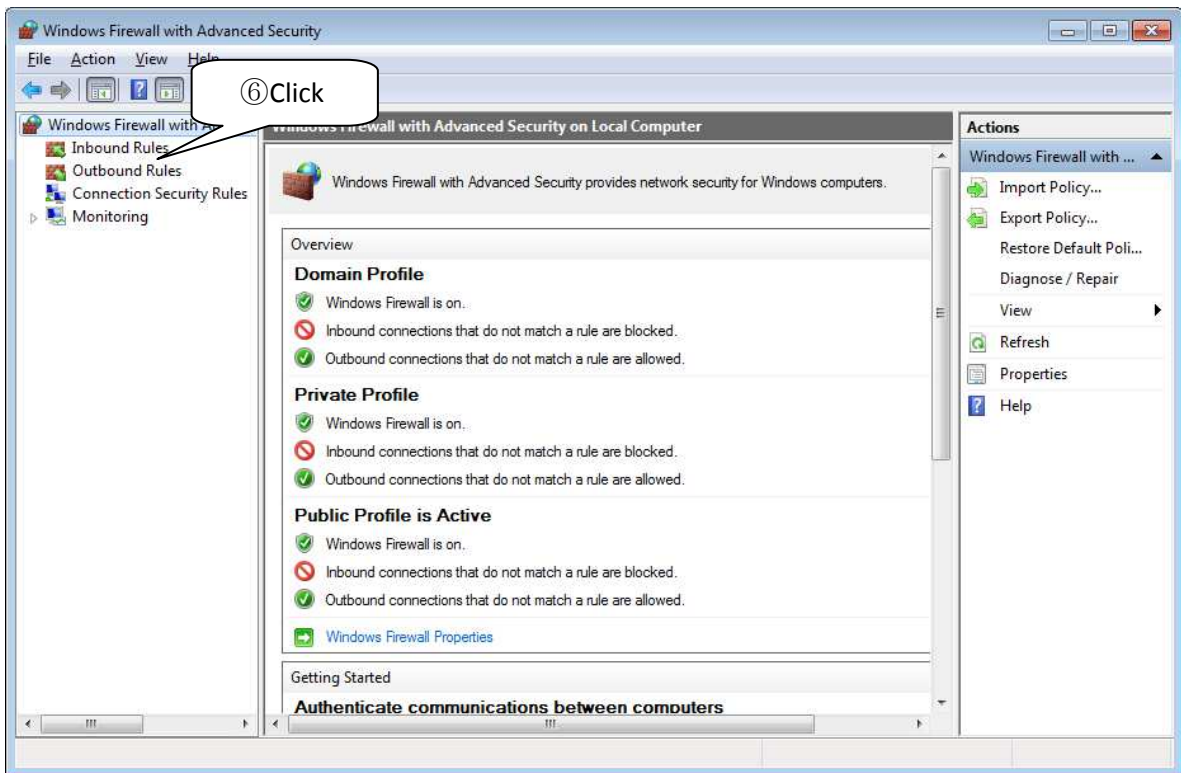 Windows Firewall with Advanced Security
File Action View Help
⑥Click
Windows Firewall with A
Inbound Rules
Outbound Rules
Connection Security Rules
Monitoring
Windows Firewall with Advanced Security on Local Computer
Windows Firewall with Advanced Security provides network security for Windows computers.
Overview
Domain Profile
Windows Firewall is on.
Inbound connections that do not match a rule are blocked.
Outbound connections that do not match a rule are allowed.
Private Profile
Windows Firewall is on.
Inbound connections that do not match a rule are blocked.
Outbound connections that do not match a rule are allowed.
Public Profile is Active
Windows Firewall is on.
Inbound connections that do not match a rule are blocked.
Outbound connections that do not match a rule are allowed.
Windows Firewall Properties
Getting Started
Authenticate communications between computers
Actions
Windows Firewall with ...
Import Policy...
Export Policy...
Restore Default Poli...
Diagnose / Repair
View
Refresh
Properties
Help